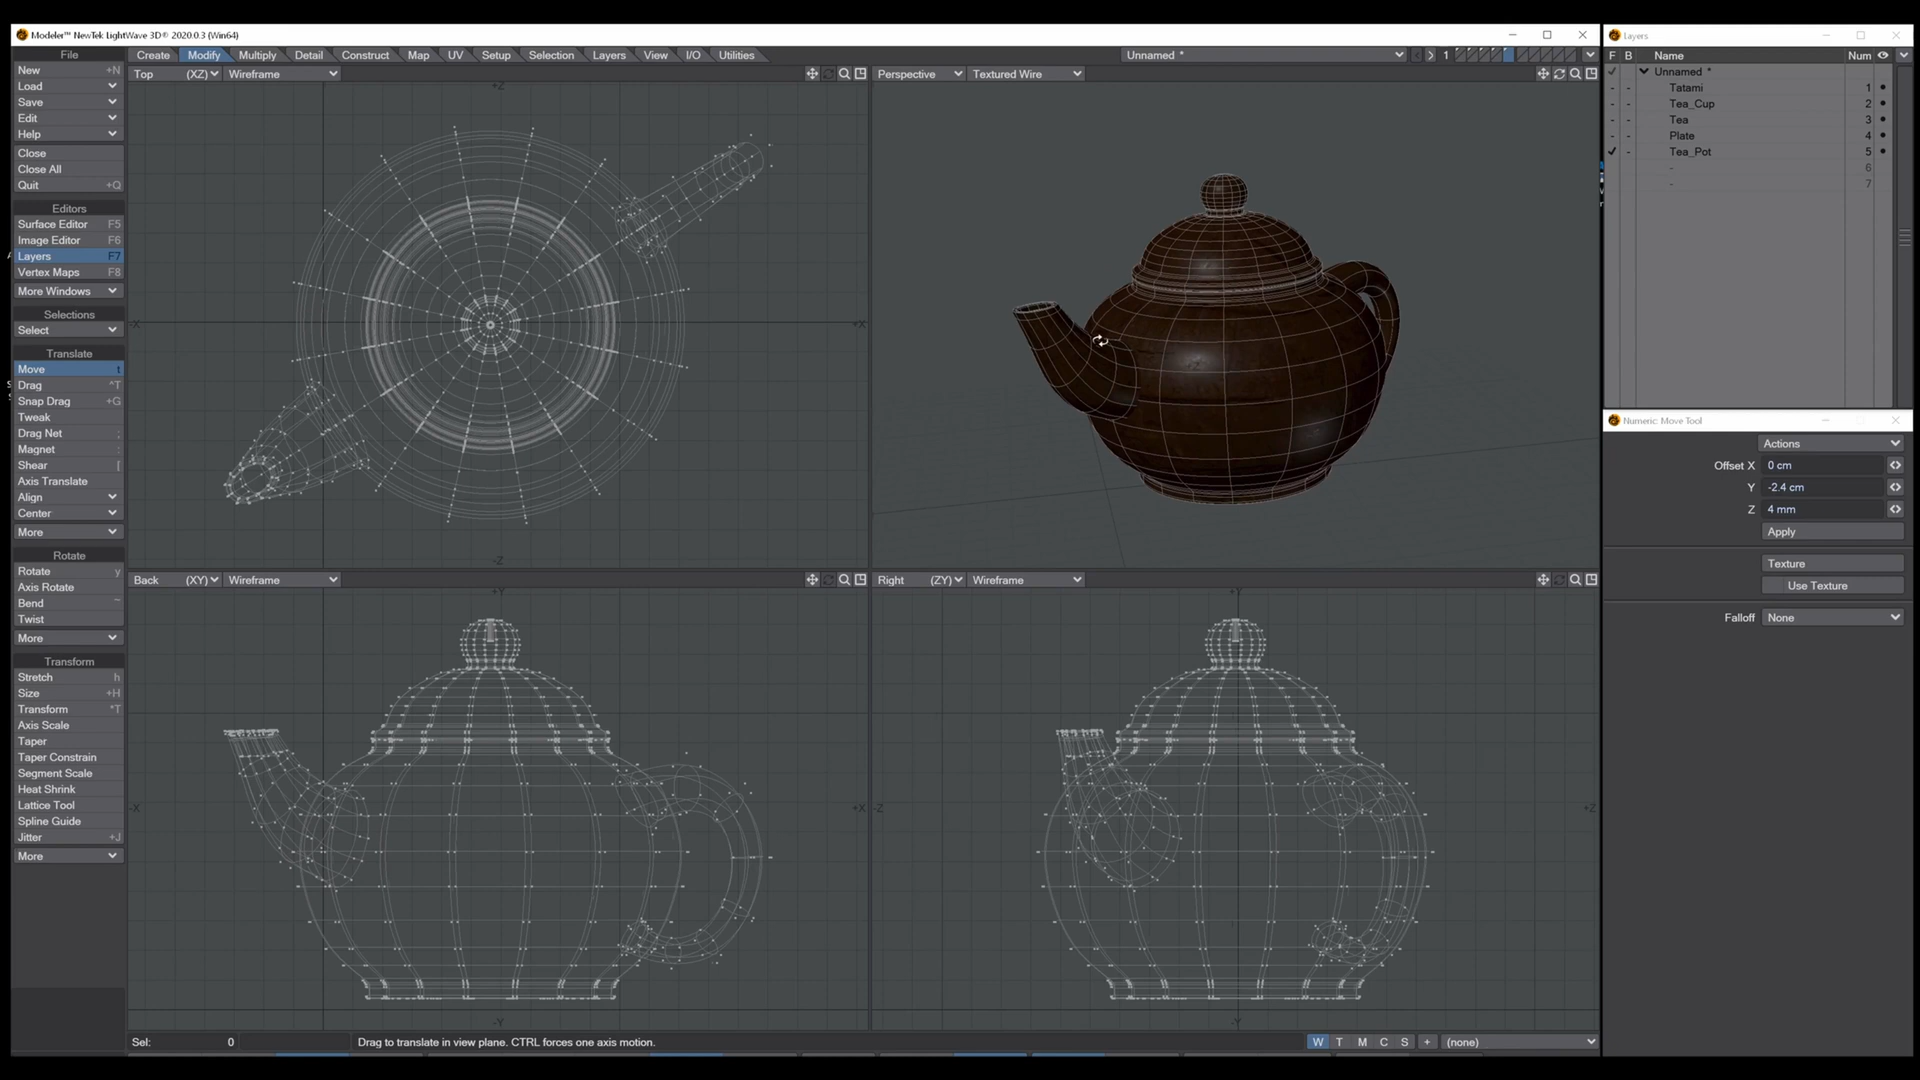 Modeler™ NewTek LightWave 3D® 2020.0.3 (Win64)
File
Create Modify Multiply Detail Construct Map UV Setup Selection Layers View I/O Utilities
Unnamed *
1
New +N
Load
Save
Edit
Help
Close
Close All
Quit +Q
Editors
Surface Editor F5
Image Editor F6
Layers F7
Vertex Maps F8
More Windows
Selections
Select
Translate
Move t
Drag ^T
Snap Drag +G
Tweak
Drag Net ;
Magnet :
Shear [
Axis Translate
Align
Center
More
Rotate
Rotate y
Axis Rotate
Bend ~
Twist
More
Transform
Stretch h
Size +H
Transform
Axis Scale
Taper
Taper Constrain
Segment Scale
Heat Shrink
Lattice Tool
Spline Guide
Jitter +J
More
Top (XZ) Wireframe
+Z
-X
+X
-Z
Perspective Textured Wire
Back (XY) Wireframe
+Y
-X
+X
-Y
Right (ZY) Wireframe
+Y
-Z
+Z
-Y
Sel: 0
Drag to translate in view plane. CTRL forces one axis motion.
W T M C S + (none)
Layers
F B Name Num
Unnamed *
Tatami 1
Tea_Cup 2
Tea 3
Plate 4
Tea_Pot 5
- 6
- 7
Numeric: Move Tool
Actions
Offset X 0 cm
Y -2.4 cm
Z 4 mm
Apply
Texture
Use Texture
Falloff None